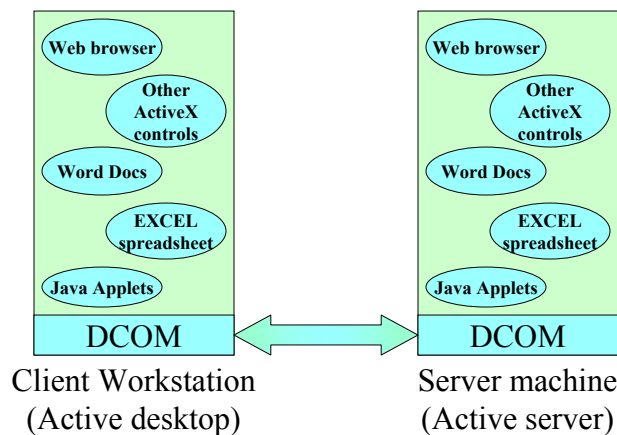 Web browser
Other
ActiveX
controls
Word Docs
EXCEL
spreadsheet
Java Applets
DCOM
Client Workstation
(Active desktop)
Web browser
Other
ActiveX
controls
Word Docs
EXCEL
spreadsheet
Java Applets
DCOM
Server machine
(Active server)